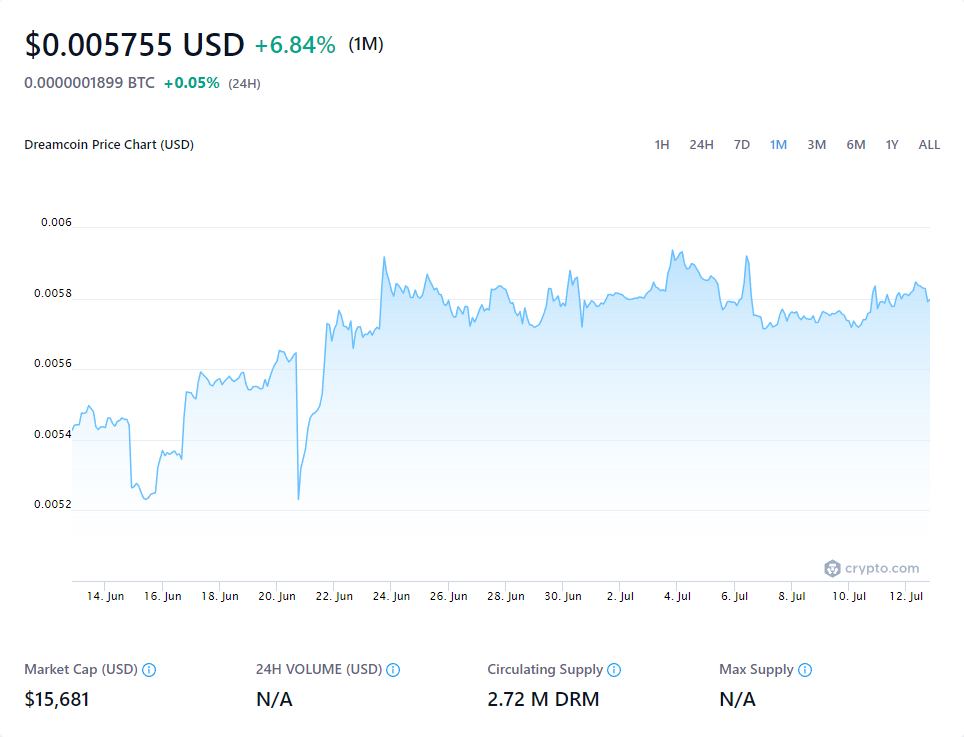 $0.005755 USD +6.84% (1M)
0.0000001899 BTC +0.05% (24H)
Dreamcoin Price Chart (USD) 1H 24H 7D 1M 3M 6M 1Y ALL
0.006
0.0058
0.0056
0.0054
0.0052
crypto.com
14. Jun 16. Jun 18. Jun 20. Jun 22. Jun 24. Jun 26. Jun 28. Jun 30. Jun 2. Jul 4. Jul 6. Jul 8. Jul 10. Jul 12. Jul
Market Cap (USD) 24H VOLUME (USD) Circulating Supply Max Supply
$15,681 N/A 2.72 M DRM N/A